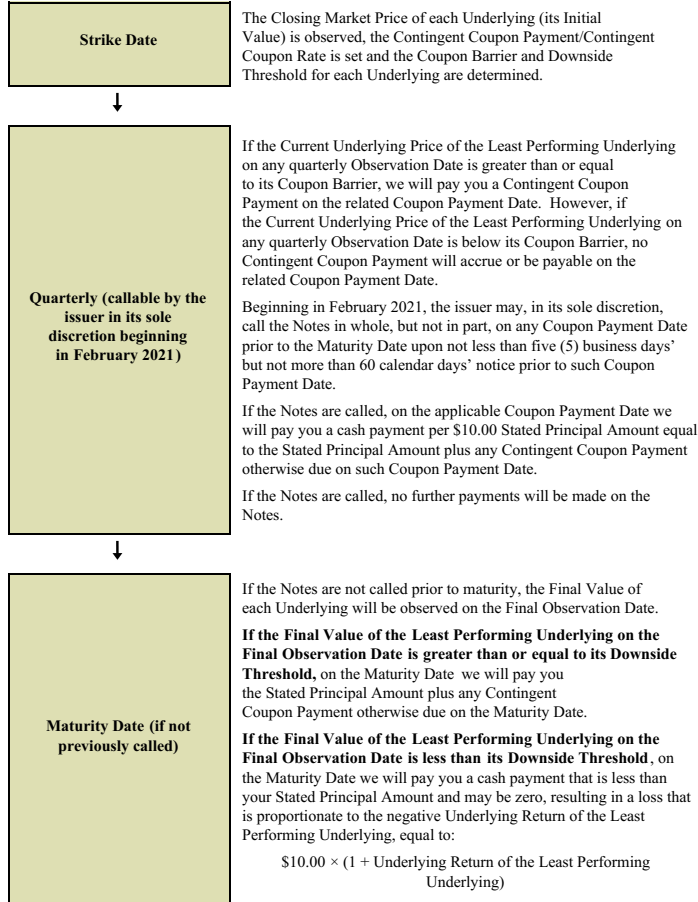 Strike Date
The Closing Market Price of each Underlying (its Initial
Value) is observed, the Contingent Coupon Payment/Contingent
Coupon Rate is set and the Coupon Barrier and Downside
Threshold for each Underlying are determined.
Quarterly (callable by the
issuer in its sole
discretion beginning
in February 2021)
If the Current Underlying Price of the Least Performing Underlying
on any quarterly Observation Date is greater than or equal
to its Coupon Barrier, we will pay you a Contingent Coupon
Payment on the related Coupon Payment Date. However, if
the Current Underlying Price of the Least Performing Underlying on
any quarterly Observation Date is below its Coupon Barrier, no
Contingent Coupon Payment will accrue or be payable on the
related Coupon Payment Date.
Beginning in February 2021, the issuer may, in its sole discretion,
call the Notes in whole, but not in part, on any Coupon Payment Date
prior to the Maturity Date upon not less than five (5) business days’
but not more than 60 calendar days’ notice prior to such Coupon
Payment Date.
If the Notes are called, on the applicable Coupon Payment Date we
will pay you a cash payment per $10.00 Stated Principal Amount equal
to the Stated Principal Amount plus any Contingent Coupon Payment
otherwise due on such Coupon Payment Date.
If the Notes are called, no further payments will be made on the
Notes.
Maturity Date (if not
previously called)
If the Notes are not called prior to maturity, the Final Value of
each Underlying will be observed on the Final Observation Date.
If the Final Value of the Least Performing Underlying on the
Final Observation Date is greater than or equal to its Downside
Threshold, on the Maturity Date we will pay you
the Stated Principal Amount plus any Contingent
Coupon Payment otherwise due on the Maturity Date.
If the Final Value of the Least Performing Underlying on the
Final Observation Date is less than its Downside Threshold, on
the Maturity Date we will pay you a cash payment that is less than
your Stated Principal Amount and may be zero, resulting in a loss that
is proportionate to the negative Underlying Return of the Least
Performing Underlying, equal to:
$10.00 × (1 + Underlying Return of the Least Performing
Underlying)